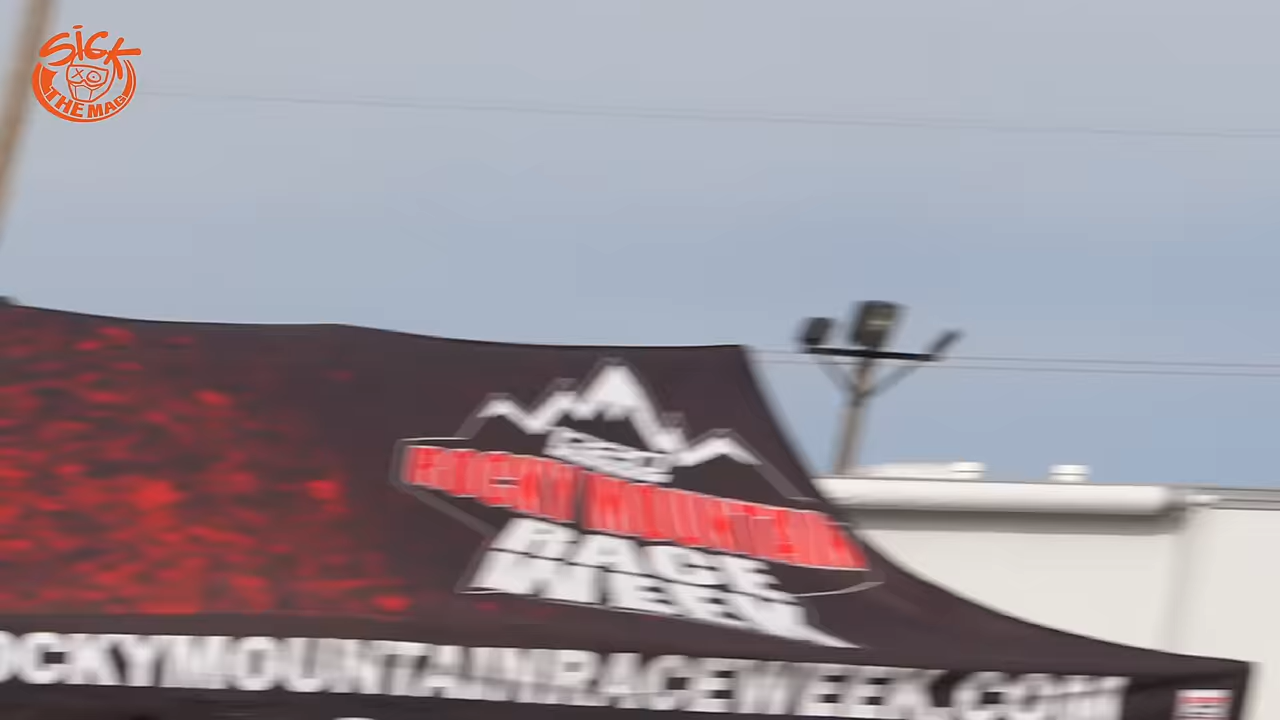 SICK
THE MAG
ROCKY MOUNTAIN
RACE
WEEK
OCKYMOUNTAINRACEWEEK.COM